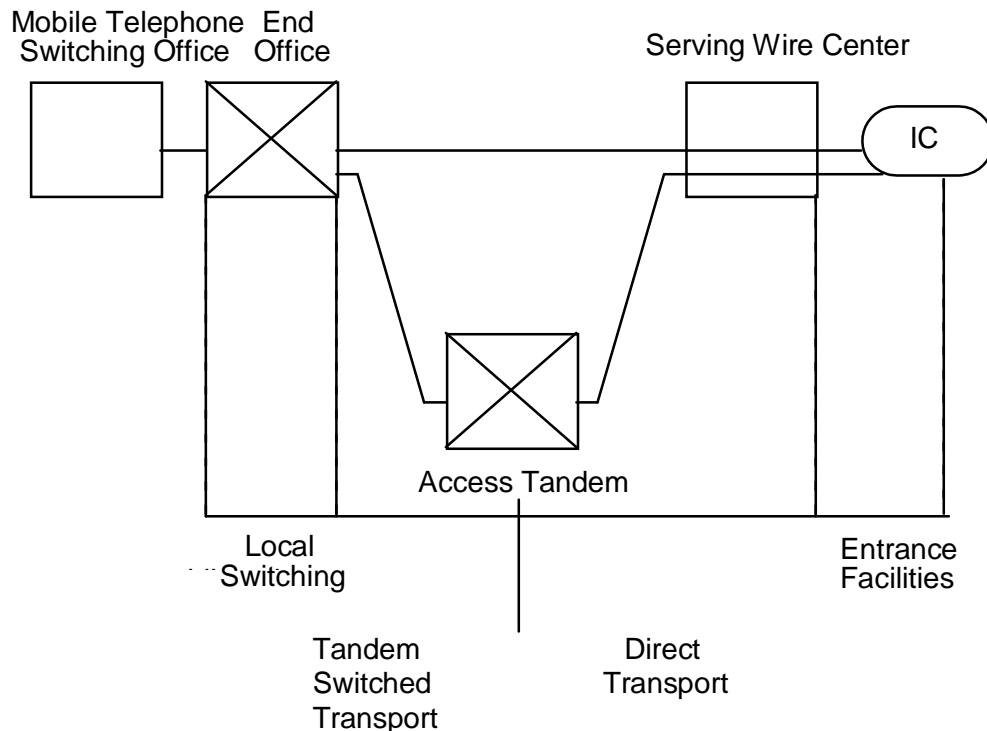 Mobile Telephone
Switching Office
End
Office
Serving Wire Center
IC
Access Tandem
Local
Switching
Entrance
Facilities
Tandem
Switched
Transport
Direct
Transport